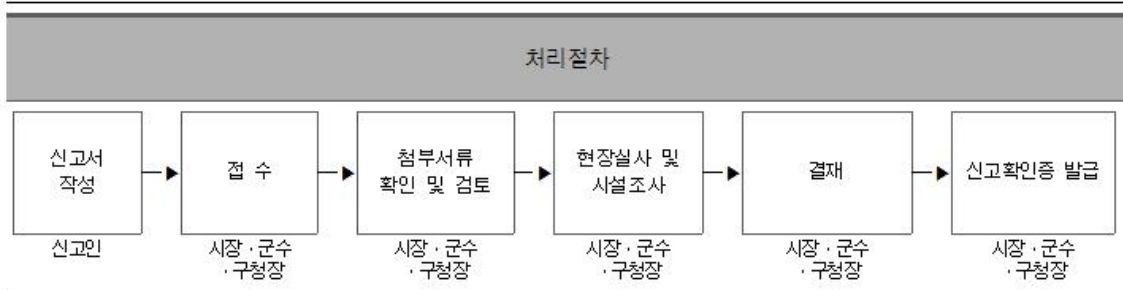 처리절차
신고서
작성
접 수
첨부서류
확인 및 검토
현장실사 및
시설조사
결재
신고확인증 발급
신고인
시장 · 군수
· 구청장
시장 · 군수
· 구청장
시장 · 군수
· 구청장
시장 · 군수
· 구청장
시장 · 군수
· 구청장